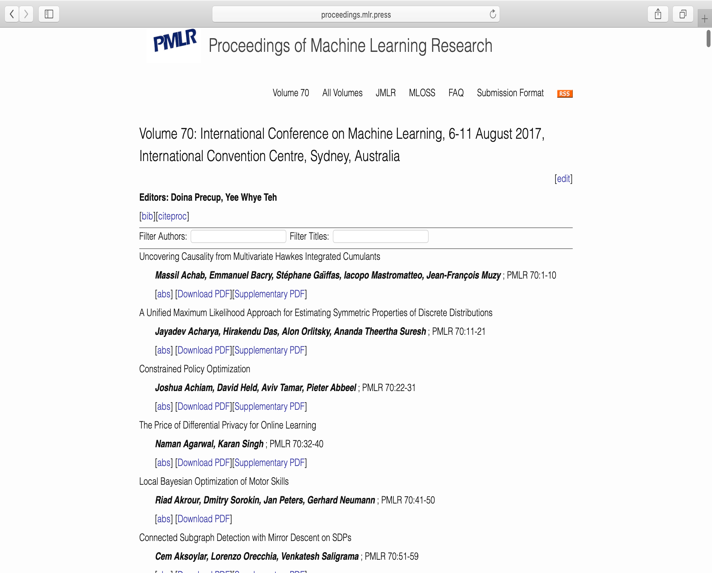 proceedings.mlr.press
PMLR Proceedings of Machine Learning Research
Volume 70 All Volumes JMLR MLOSS FAQ Submission Format RSS
Volume 70: International Conference on Machine Learning, 6-11 August 2017,
International Convention Centre, Sydney, Australia
[edit]
Editors: Doina Precup, Yee Whye Teh
[bib][citeproc]
Filter Authors: Filter Titles:
Uncovering Causality from Multivariate Hawkes Integrated Cumulants
Massil Achab, Emmanuel Bacry, Stéphane Gaïffas, Iacopo Mastromatteo, Jean-François Muzy ; PMLR 70:1-10
[abs] [Download PDF][Supplementary PDF]
A Unified Maximum Likelihood Approach for Estimating Symmetric Properties of Discrete Distributions
Jayadev Acharya, Hirakendu Das, Alon Orlitsky, Ananda Theertha Suresh ; PMLR 70:11-21
[abs] [Download PDF][Supplementary PDF]
Constrained Policy Optimization
Joshua Achiam, David Held, Aviv Tamar, Pieter Abbeel ; PMLR 70:22-31
[abs] [Download PDF][Supplementary PDF]
The Price of Differential Privacy for Online Learning
Naman Agarwal, Karan Singh ; PMLR 70:32-40
[abs] [Download PDF][Supplementary PDF]
Local Bayesian Optimization of Motor Skills
Riad Akrour, Dmitry Sorokin, Jan Peters, Gerhard Neumann ; PMLR 70:41-50
[abs] [Download PDF]
Connected Subgraph Detection with Mirror Descent on SDPs
Cem Aksoylar, Lorenzo Orecchia, Venkatesh Saligrama ; PMLR 70:51-59